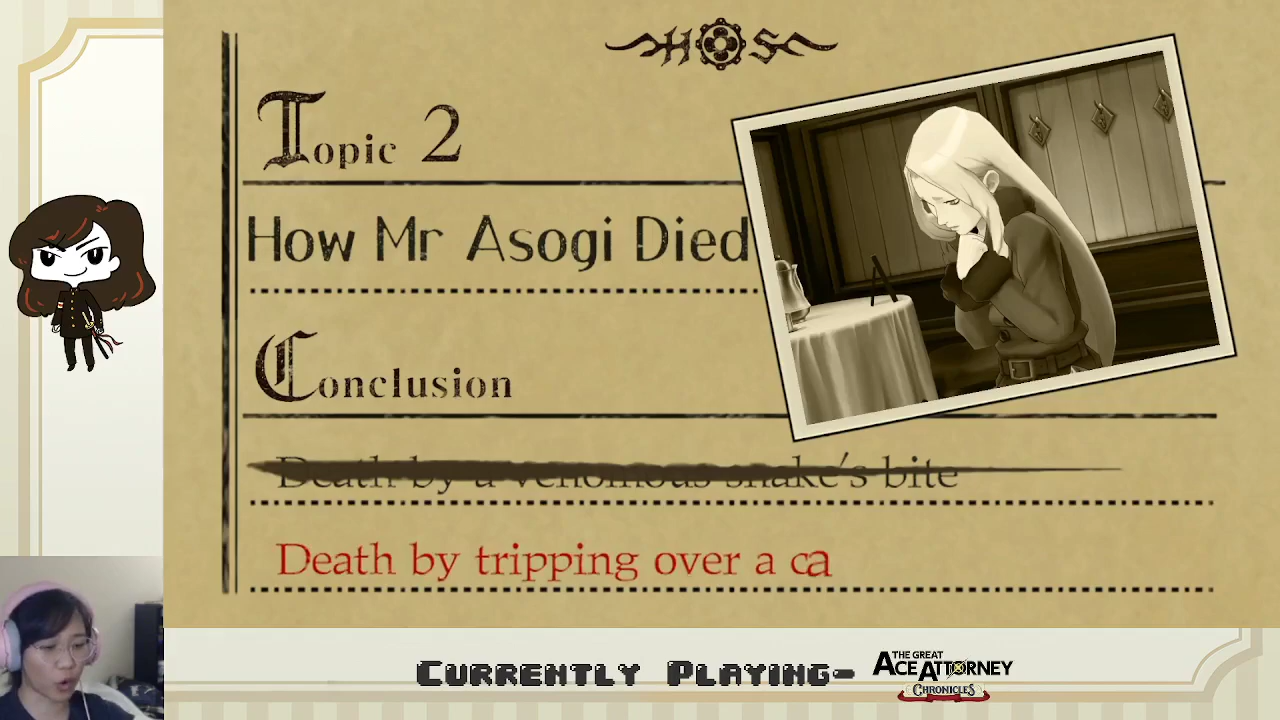 H S
Topic 2
How Mr Asogi Died
Conclusion
Death by a venomous snake's bite
Death by tripping over a ca
Currently Playing-
THE GREAT
ACE ATTORNEY
CHRONICLES